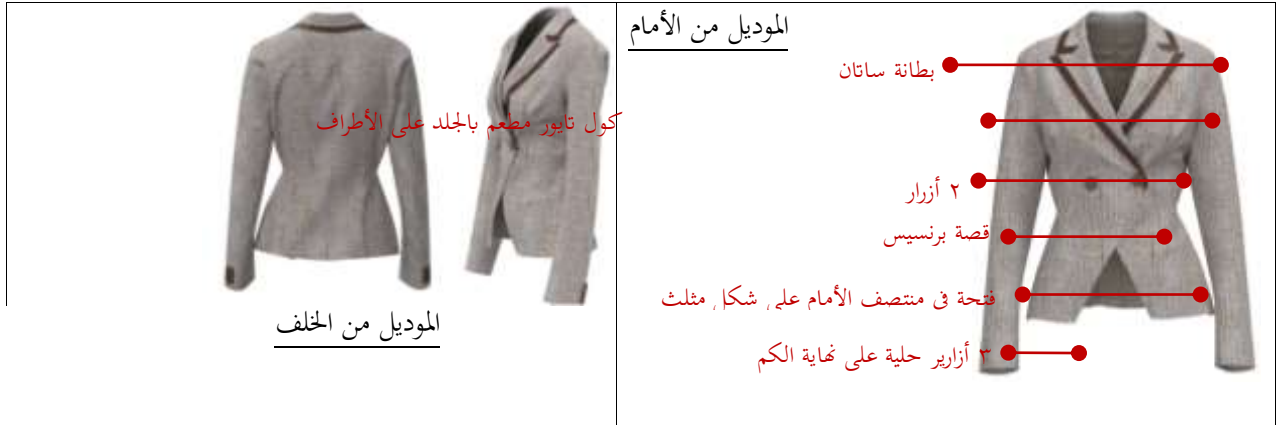 الموديل من الأمام
بطانة ساتان
كول تايور مطعم بالجلد على الأطراف
٢ أزرار
قصة برنسيس
فتحة في منتصف الأمام على شكل مثلث
٣ أزارير حلية على نهاية الكم
الموديل من الخلف